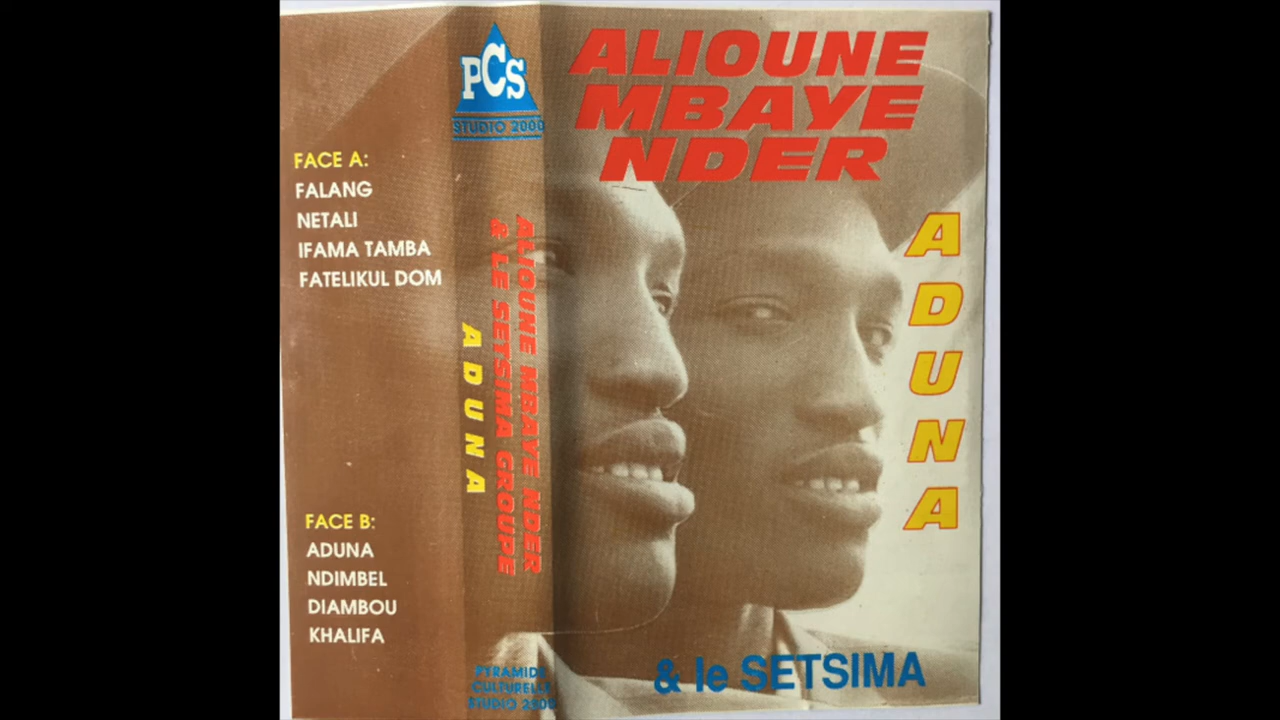 FACE A:
FALANG
NETALI
IFAMA TAMBA
FATELIKUL DOM
FACE B:
ADUNA
NDIMBEL
DIAMBOU
KHALIFA
PCS
STUDIO 2000
ALIOUNE MBAYE NDER
& LE SETSIMA GROUPE
ADUNA
PYRAMIDE
CULTURELLE
STUDIO 2000
ALIOUNE
MBAYE
NDER
ADUNA
& le SETSIMA